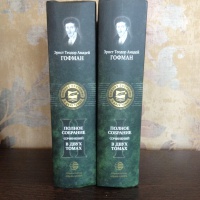 Эрнст Теодор Амадей
ГОФМАН
ПОЛНОЕ
СОБРАНИЕ
СОЧИНЕНИЙ
В ДВУХ
ТОМАХ
Эрнст Теодор Амадей
ГОФМАН
ПОЛНОЕ
СОБРАНИЕ
СОЧИНЕНИЙ
В ДВУХ
ТОМАХ